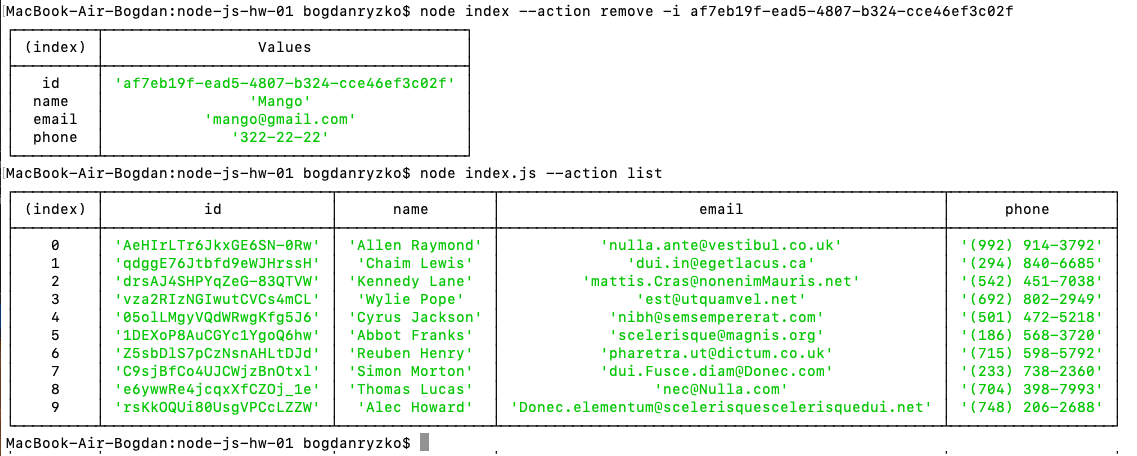 MacBook-Air-Bogdan:node-js-hw-01 bogdanryzko$ node index --action remove -i af7eb19f-ead5-4807-b324-cce46ef3c02f
(index) Values
id 'af7eb19f-ead5-4807-b324-cce46ef3c02f'
name 'Mango'
email 'mango@gmail.com'
phone '322-22-22'
MacBook-Air-Bogdan:node-js-hw-01 bogdanryzko$ node index.js --action list
(index) id name email phone
0 'AeHIrLTr6JkxGE6SN-0Rw' 'Allen Raymond' 'nulla.ante@vestibul.co.uk' '(992) 914-3792'
1 'qdggE76Jtbfd9eWJHrssH' 'Chaim Lewis' 'dui.in@egetlacus.ca' '(294) 840-6685'
2 'drsAJ4SHPYqZeG-83QTVW' 'Kennedy Lane' 'mattis.Cras@nonenimMauris.net' '(542) 451-7038'
3 'vza2RIzNGIwutCVCs4mCL' 'Wylie Pope' 'est@utquamvel.net' '(692) 802-2949'
4 '05olLMgyVQdWRwgKfg5J6' 'Cyrus Jackson' 'nibh@semsempererat.com' '(501) 472-5218'
5 '1DEXoP8AuCGYc1YgoQ6hw' 'Abbot Franks' 'scelerisque@magnis.org' '(186) 568-3720'
6 'Z5sbDlS7pCzNsnAHLtDJd' 'Reuben Henry' 'pharetra.ut@dictum.co.uk' '(715) 598-5792'
7 'C9sjBfCo4UJCWjzBnOtxl' 'Simon Morton' 'dui.Fusce.diam@Donec.com' '(233) 738-2360'
8 'e6ywwRe4jcqxXfCZOj_1e' 'Thomas Lucas' 'nec@Nulla.com' '(704) 398-7993'
9 'rsKkOQUi80UsgVPCcLZZW' 'Alec Howard' 'Donec.elementum@scelerisquescelerisquedui.net' '(748) 206-2688'
MacBook-Air-Bogdan:node-js-hw-01 bogdanryzko$